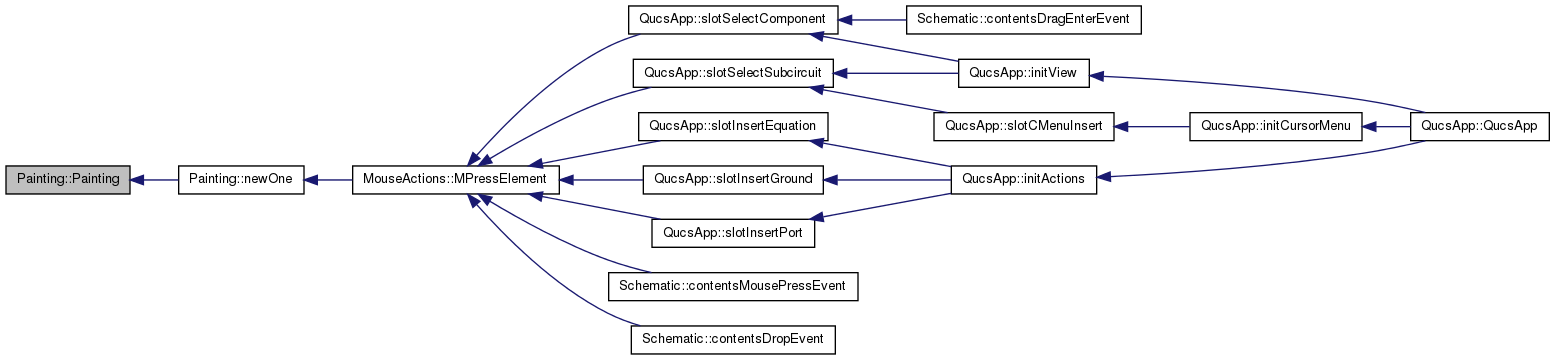 QucsApp::slotSelectComponent
Schematic::contentsDragEnterEvent
QucsApp::slotSelectSubcircuit
QucsApp::initView
QucsApp::slotInsertEquation
QucsApp::slotCMenuInsert
QucsApp::initCursorMenu
QucsApp::QucsApp
Painting::Painting
Painting::newOne
MouseActions::MPressElement
QucsApp::slotInsertGround
QucsApp::initActions
QucsApp::slotInsertPort
Schematic::contentsMousePressEvent
Schematic::contentsDropEvent